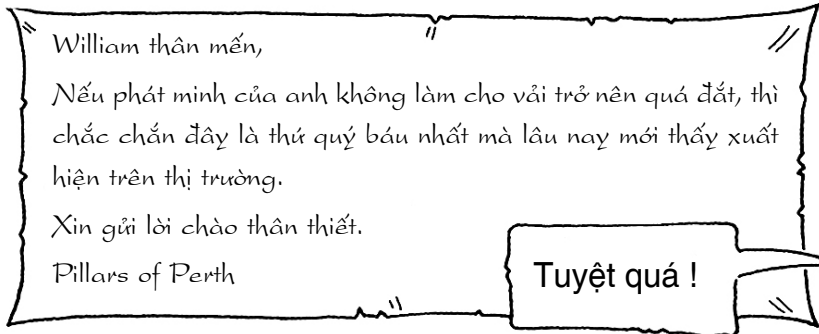 William thân mến,
Nếu phát minh của anh không làm cho vải trở nên quá đắt, thì
chắc chắn đây là thứ quý báu nhất mà lâu nay mới thấy xuất
hiện trên thị trường.
Xin gửi lời chào thân thiết.
Pillars of Perth
Tuyệt quá !